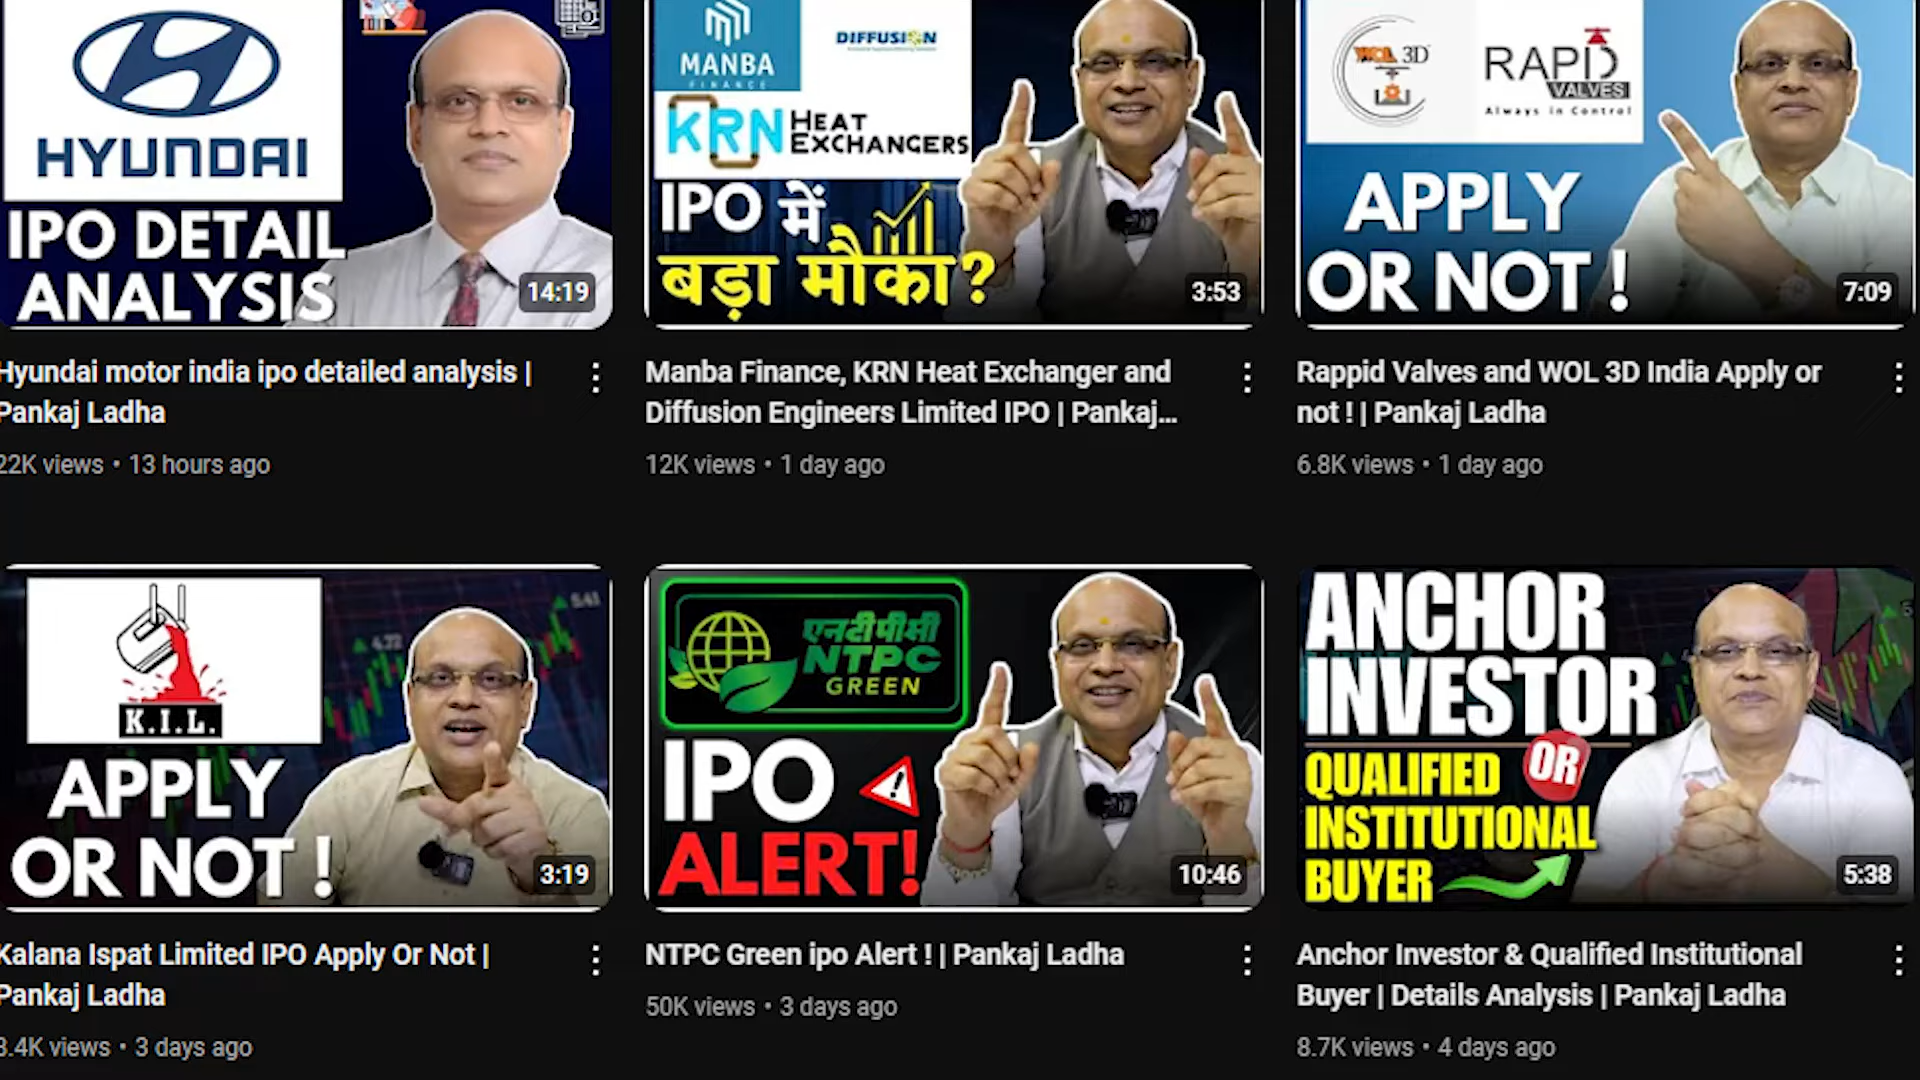 HYUNDAI
IPO DETAIL
ANALYSIS
14:19
Hyundai motor india ipo detailed analysis |
Pankaj Ladha
22K views • 13 hours ago
MANBA
FINANCE
DIFFUSION
KRN HEAT
EXCHANGERS
IPO में
बड़ा मौका?
3:53
Manba Finance, KRN Heat Exchanger and
Diffusion Engineers Limited IPO | Pankaj...
12K views • 1 day ago
WOL 3D
RAPID
VALVES
Always in Control
APPLY
OR NOT !
7:09
Rappid Valves and WOL 3D India Apply or
not ! | Pankaj Ladha
6.8K views • 1 day ago
K.I.L.
4.22
5.41
APPLY
OR NOT !
3:19
Kalana Ispat Limited IPO Apply Or Not |
Pankaj Ladha
3.4K views • 3 days ago
एनटीपीसी
NTPC
GREEN
IPO
ALERT!
10:46
NTPC Green ipo Alert ! | Pankaj Ladha
50K views • 3 days ago
ANCHOR
INVESTOR
OR
QUALIFIED
INSTITUTIONAL
BUYER
5:38
Anchor Investor & Qualified Institutional
Buyer | Details Analysis | Pankaj Ladha
8.7K views • 4 days ago